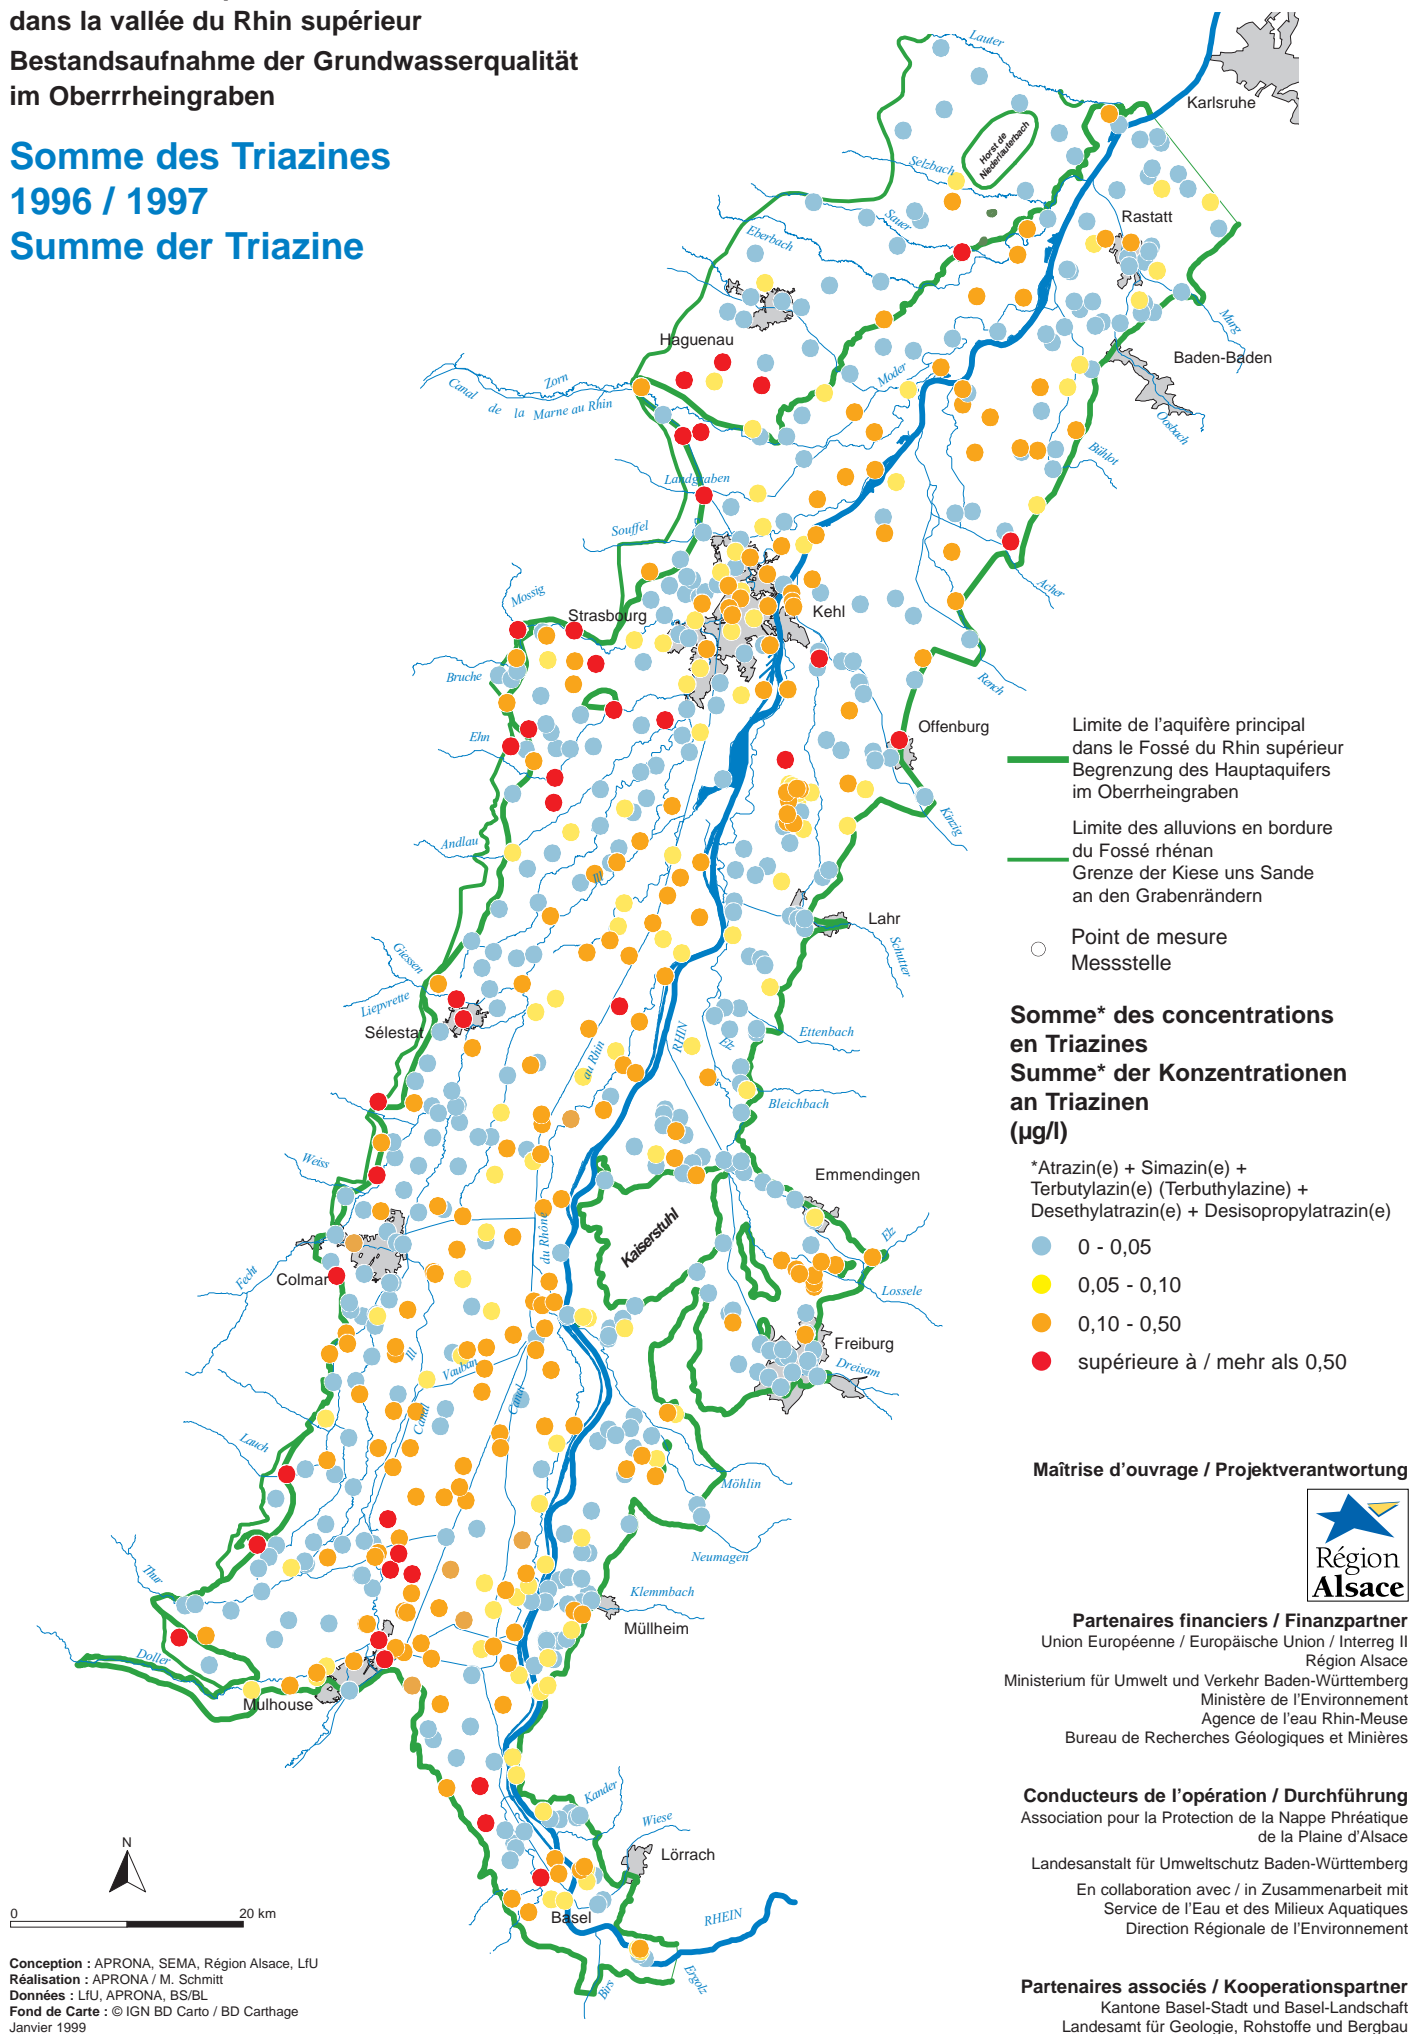 dans la vallée du Rhin supérieur
Bestandsaufnahme der Grundwasserqualität
im Oberrrheingraben
Somme des Triazines
1996 / 1997
Summe der Triazine
Lauter
Karlsruhe
Horst de
Niederlauterbach
Selzbach
Sauer
Rastatt
Eberbach
Murg
Haguenau
Baden-Baden
Zorn
Canal de la Marne au Rhin
Moder
Oosbach
Bühlot
Landgraben
Souffel
Acher
Mossig
Strasbourg
Kehl
Bruche
Rench
Ehn
Offenburg
Kinzig
Andlau
Ill
Lahr
Schutter
Giessen
Liepvrette
Sélestat
RHIN
Elz
Ettenbach
au Rhin
Bleichbach
Weiss
Emmendingen
Kaiserstuhl
du Rhône
Elz
Fecht
Colmar
Lossele
Freiburg
Dreisam
Ill
Vauban
Canal
Canal
Lauch
Möhlin
Neumagen
Thur
Klemmbach
Müllheim
Doller
Mulhouse
Kander
Wiese
Lörrach
Basel
RHEIN
Birs
Ergolz
Limite de l'aquifère principal
dans le Fossé du Rhin supérieur
Begrenzung des Hauptaquifers
im Oberrheingraben
Limite des alluvions en bordure
du Fossé rhénan
Grenze der Kiese uns Sande
an den Grabenrändern
Point de mesure
Messstelle
Somme* des concentrations
en Triazines
Summe* der Konzentrationen
an Triazinen
(µg/l)
*Atrazin(e) + Simazin(e) +
Terbutylazin(e) (Terbuthylazine) +
Desethylatrazin(e) + Desisopropylatrazin(e)
0 - 0,05
0,05 - 0,10
0,10 - 0,50
supérieure à / mehr als 0,50
Maîtrise d'ouvrage / Projektverantwortung
Région
Alsace
Partenaires financiers / Finanzpartner
Union Européenne / Europäische Union / Interreg II
Région Alsace
Ministerium für Umwelt und Verkehr Baden-Württemberg
Ministère de l'Environnement
Agence de l'eau Rhin-Meuse
Bureau de Recherches Géologiques et Minières
Conducteurs de l'opération / Durchführung
Association pour la Protection de la Nappe Phréatique
de la Plaine d'Alsace
Landesanstalt für Umweltschutz Baden-Württemberg
En collaboration avec / in Zusammenarbeit mit
Service de l'Eau et des Milieux Aquatiques
Direction Régionale de l'Environnement
Partenaires associés / Kooperationspartner
Kantone Basel-Stadt und Basel-Landschaft
Landesamt für Geologie, Rohstoffe und Bergbau
N
0 20 km
Conception : APRONA, SEMA, Région Alsace, LfU
Réalisation : APRONA / M. Schmitt
Données : LfU, APRONA, BS/BL
Fond de Carte : © IGN BD Carto / BD Carthage
Janvier 1999